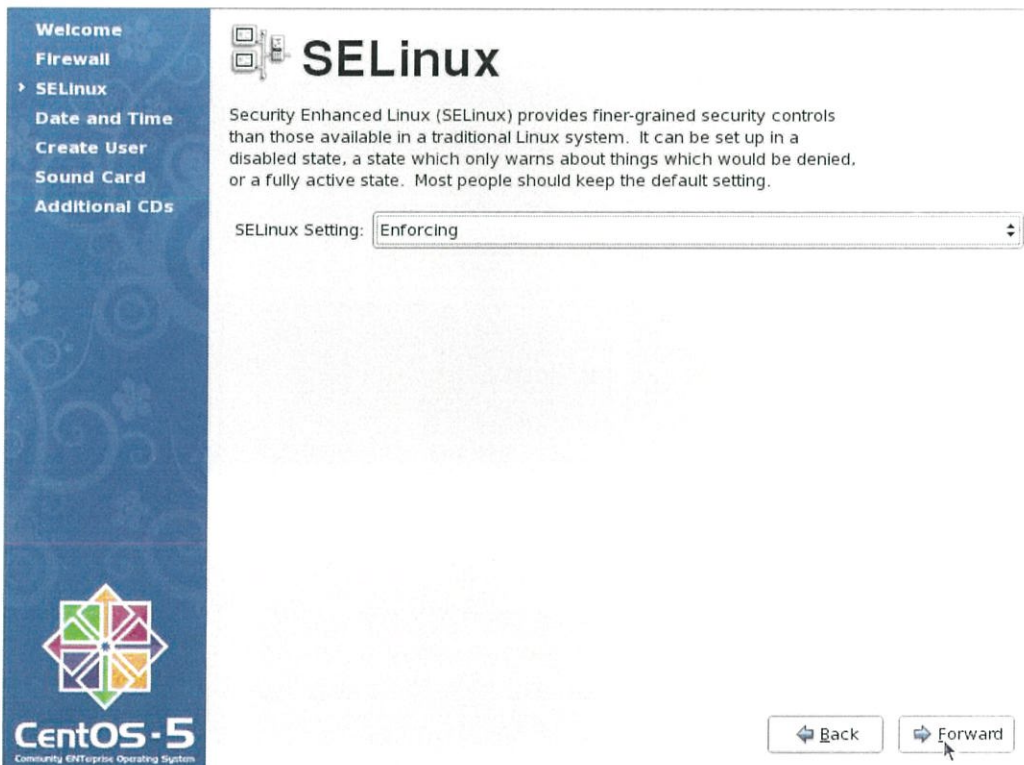 Welcome
Firewall
SELinux
Date and Time
Create User
Sound Card
Additional CDs
SELinux
Security Enhanced Linux (SELinux) provides finer-grained security controls
than those available in a traditional Linux system. It can be set up in a
disabled state, a state which only warns about things which would be denied,
or a fully active state. Most people should keep the default setting.
SELinux Setting: Enforcing
CentOS-5
Community ENTerprise Operating System
Back
Forward